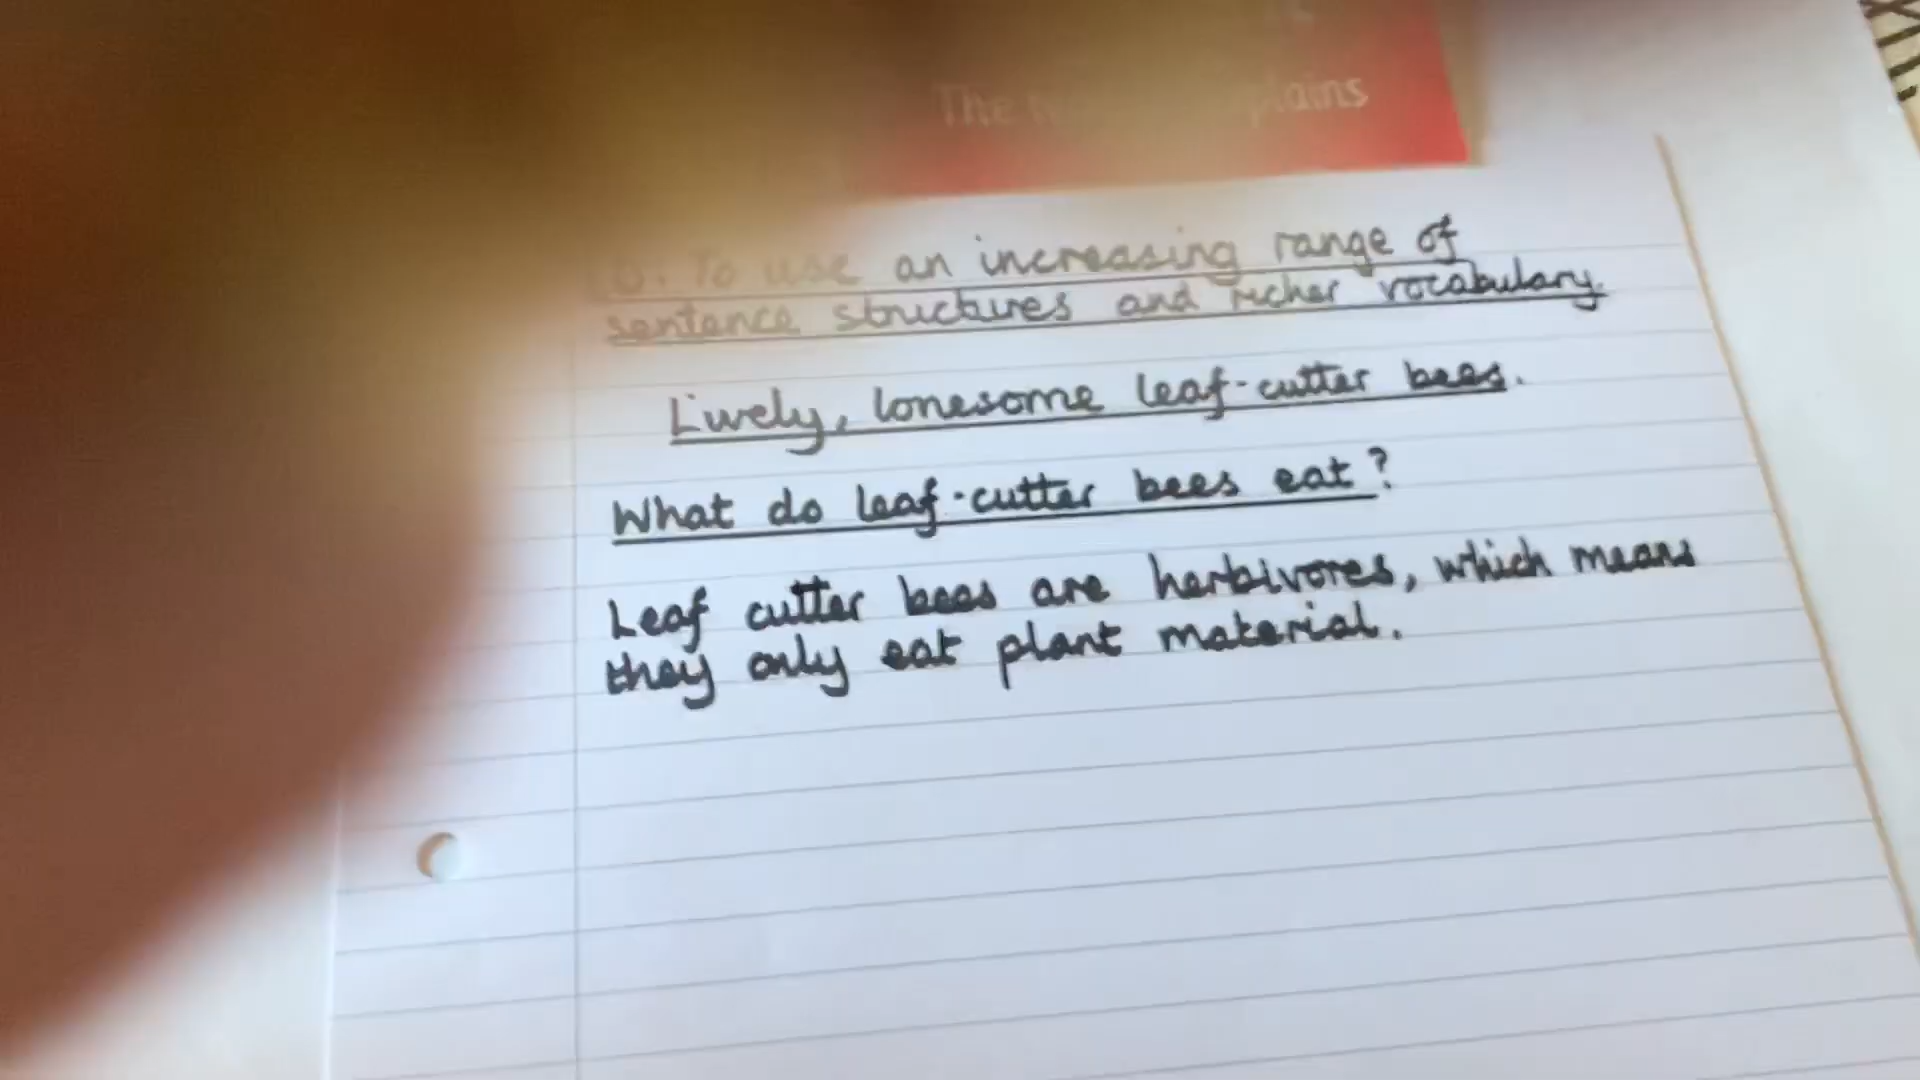 The plains
O: To use an increasing range of
sentence structures and richer vocabulary.
Lively, lonesome leaf-cutter bees.
What do leaf-cutter bees eat?
Leaf cutter bees are herbivores, which means
they only eat plant material.